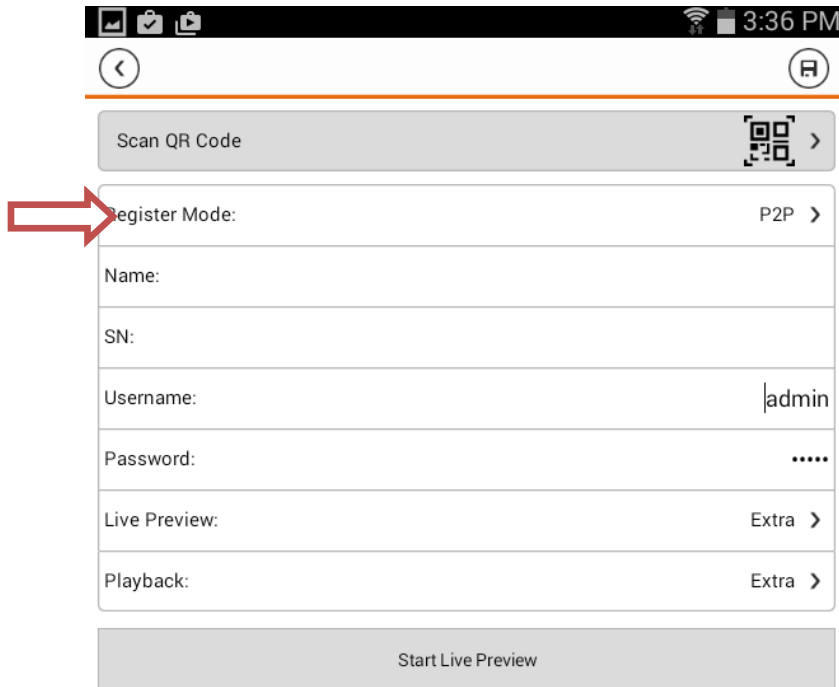 3:36 PM
Scan QR Code
Register Mode: P2P
Name:
SN:
Username: admin
Password: •••••
Live Preview: Extra
Playback: Extra
Start Live Preview